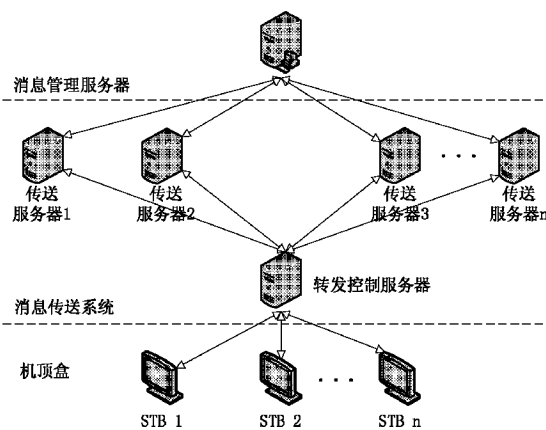 消息管理服务器
传送
服务器1
传送
服务器2
传送
服务器3
· · ·
传送
服务器n
转发控制服务器
消息传送系统
机顶盒
· · ·
STB 1
STB 2
STB n